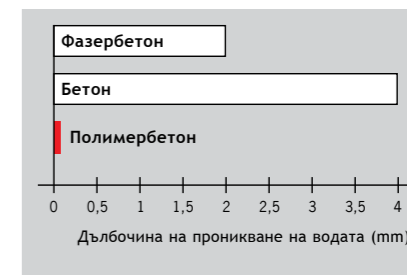 Фазербетон
Бетон
Полимербетон
0 0,5 1 1,5 2 2,5 3 3,5 4
Дълбочина на проникване на водата (mm)